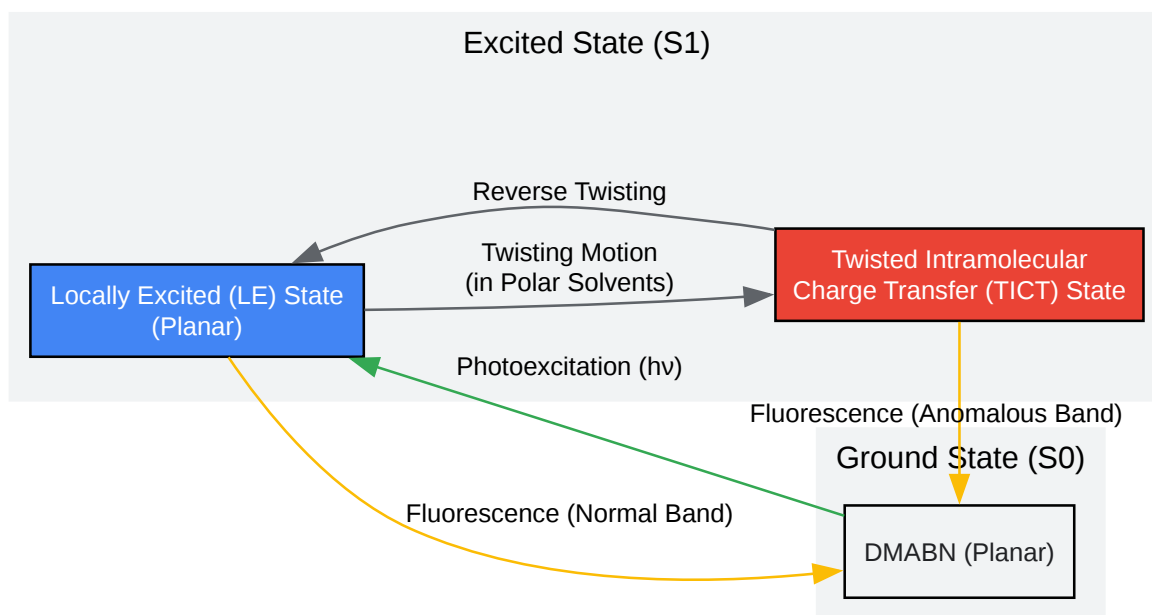 Excited State (S1)
Reverse Twisting
Twisting Motion
(in Polar Solvents)
Twisted Intramolecular
Charge Transfer (TICT) State
Locally Excited (LE) State
(Planar)
Photoexcitation (hν)
Fluorescence (Anomalous Band)
Ground State (S0)
Fluorescence (Normal Band)
DMABN (Planar)